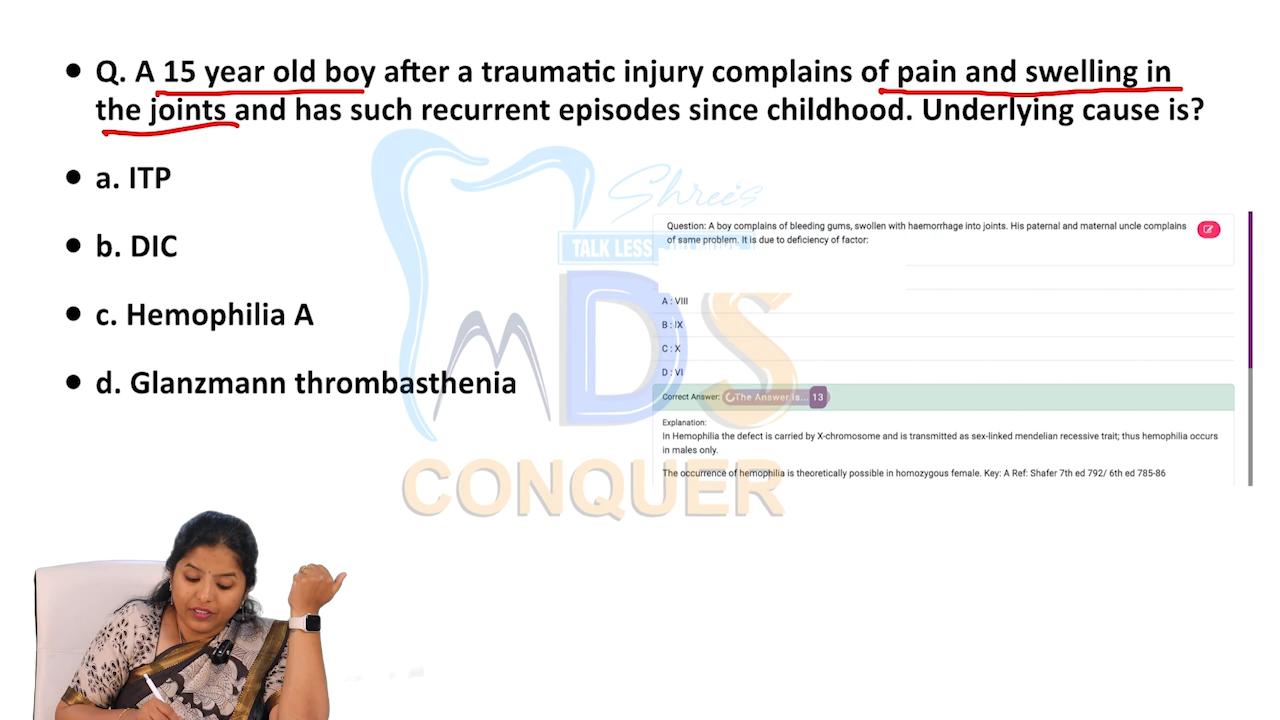 • Q. A 15 year old boy after a traumatic injury complains of pain and swelling in
the joints and has such recurrent episodes since childhood. Underlying cause is?
• a. ITP
• b. DIC
• c. Hemophilia A
• d. Glanzmann thrombasthenia
Shree's
TALK LESS
MDS
CONQUER
Question: A boy complains of bleeding gums, swollen with haemorrhage into joints. His paternal and maternal uncle complains
of same problem. It is due to deficiency of factor:
A : VIII
B : IX
C : X
D : VI
Correct Answer: The Answer is... 13
Explanation:
In Hemophilia the defect is carried by X-chromosome and is transmitted as sex-linked mendelian recessive trait; thus hemophilia occurs
in males only.
The occurrence of hemophilia is theoretically possible in homozygous female. Key: A Ref: Shafer 7th ed 792/ 6th ed 785-86